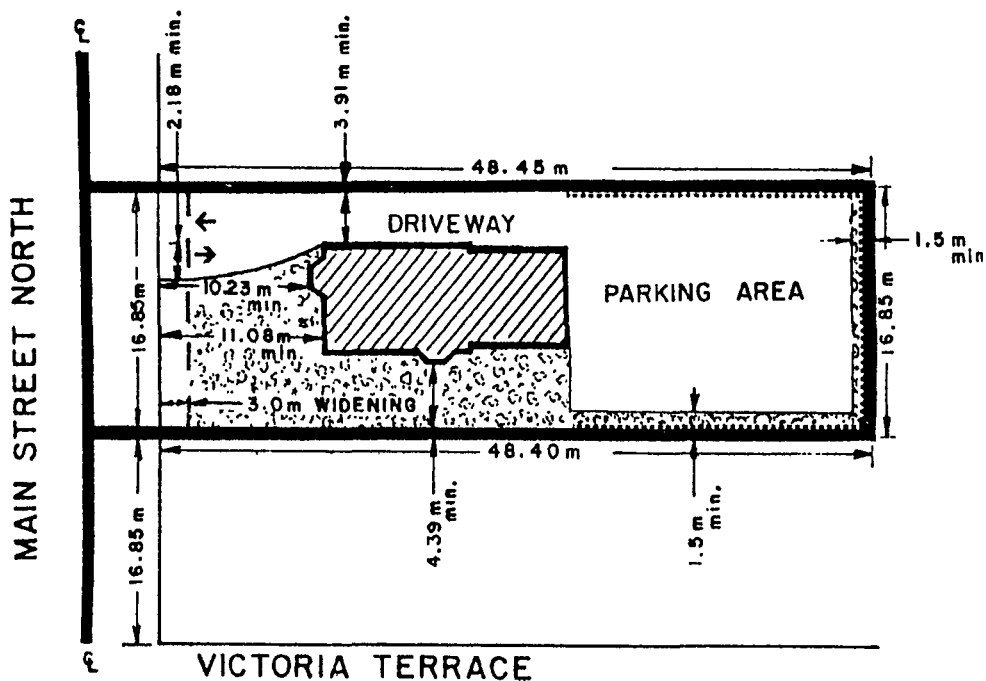 ℄
2.18 m min.
3.91 m min.
48.45 m
MAIN STREET NORTH
DRIVEWAY
1.5 m
min
10.23 m
min.
PARKING AREA
16.85 m
16.85 m
11.08 m
min.
3.0 m WIDENING
48.40 m
16.85 m
4.39 m
min.
1.5 m
min.
℄
VICTORIA TERRACE